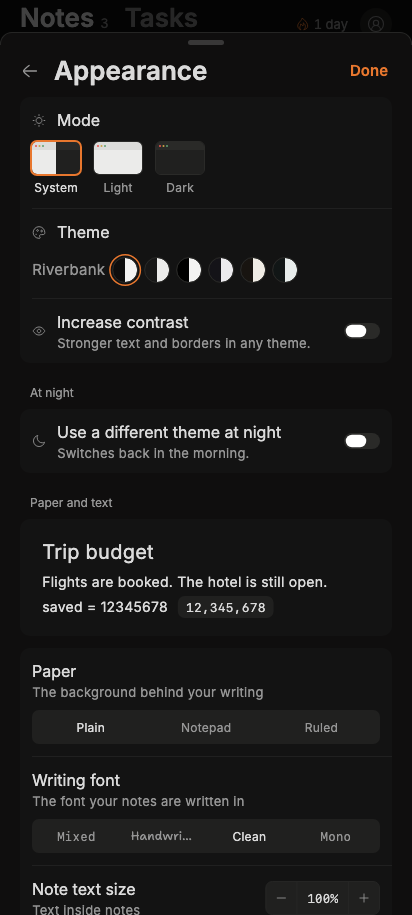 Notes 3 Tasks
1 day
Appearance
Done
Mode
System Light Dark
Theme
Riverbank
Increase contrast
Stronger text and borders in any theme.
At night
Use a different theme at night
Switches back in the morning.
Paper and text
Trip budget
Flights are booked. The hotel is still open.
saved = 12345678 12,345,678
Paper
The background behind your writing
Plain Notepad Ruled
Writing font
The font your notes are written in
Mixed Handwri... Clean Mono
Note text size
Text inside notes
− 100% +